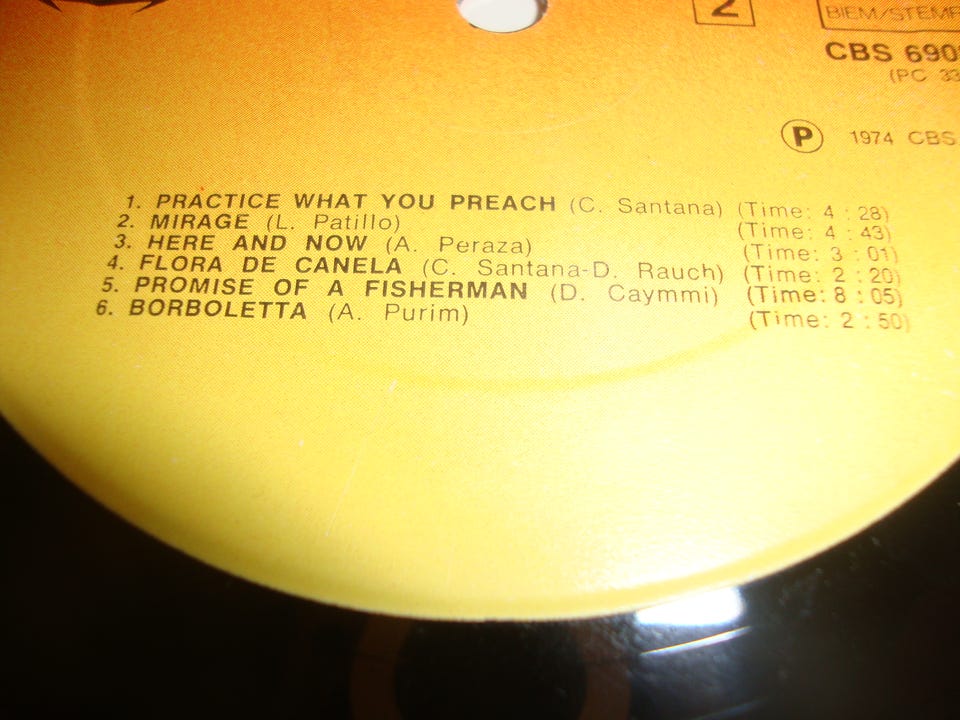 2
BIEM/STEMRA
CBS 690
(PC 33
Ⓟ 1974 CBS
1. PRACTICE WHAT YOU PREACH (C. Santana) (Time: 4 : 28)
2. MIRAGE (L. Patillo) (Time: 4 : 43)
3. HERE AND NOW (A. Peraza) (Time: 3 : 01)
4. FLORA DE CANELA (C. Santana-D. Rauch) (Time: 2 : 20)
5. PROMISE OF A FISHERMAN (D. Caymmi) (Time: 8 : 05)
6. BORBOLETTA (A. Purim) (Time: 2 : 50)